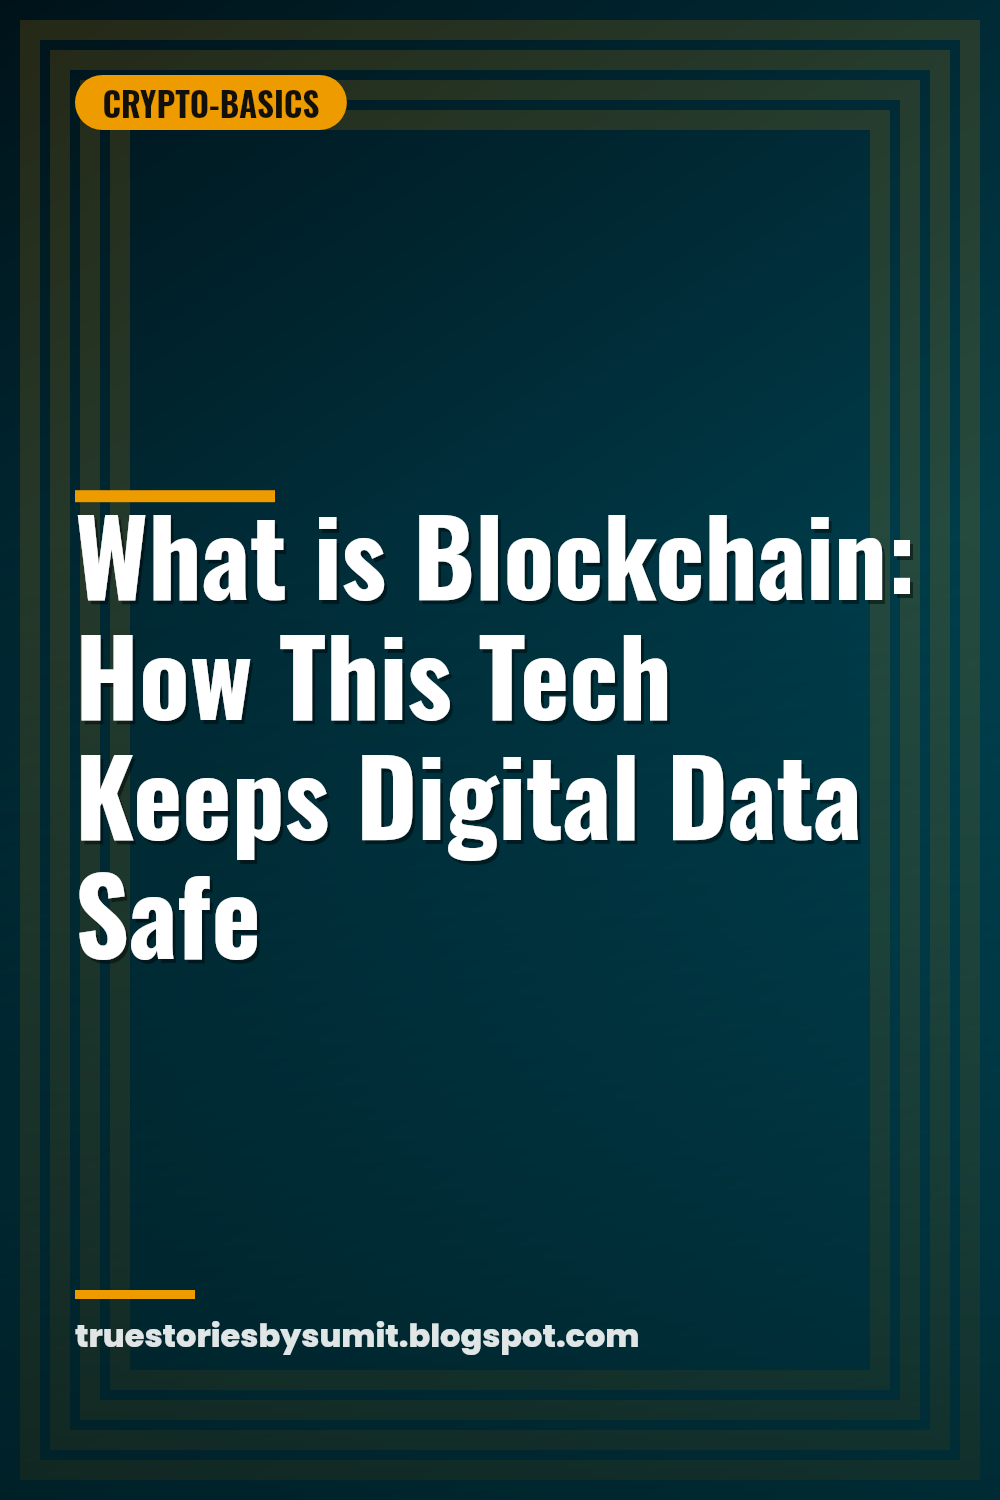 CRYPTO-BASICS
What is Blockchain:
How This Tech
Keeps Digital Data
Safe
truestoriesbysumit.blogspot.com